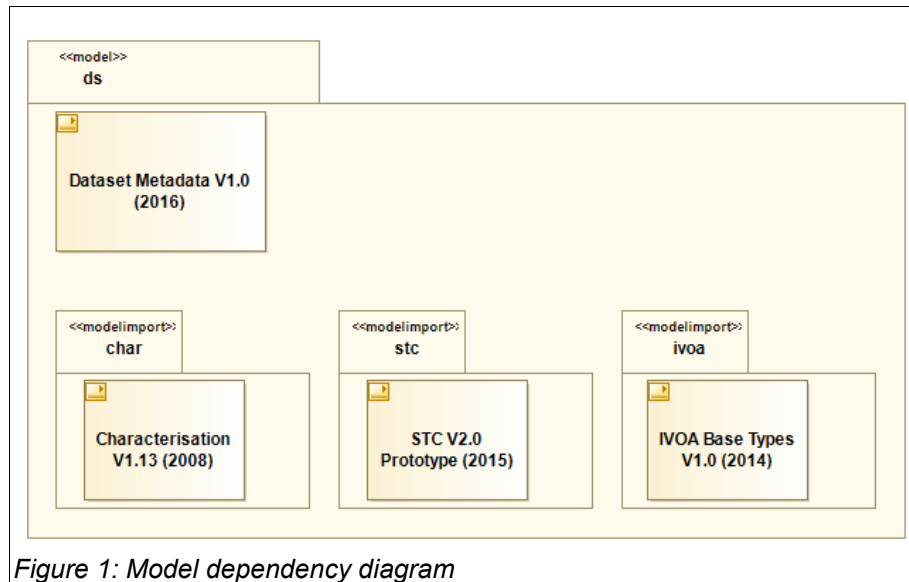 <<model>>
ds
Dataset Metadata V1.0
(2016)
<<modelimport>>
char
Characterisation
V1.13 (2008)
<<modelimport>>
stc
STC V2.0
Prototype (2015)
<<modelimport>>
ivoa
IVOA Base Types
V1.0 (2014)
Figure 1: Model dependency diagram